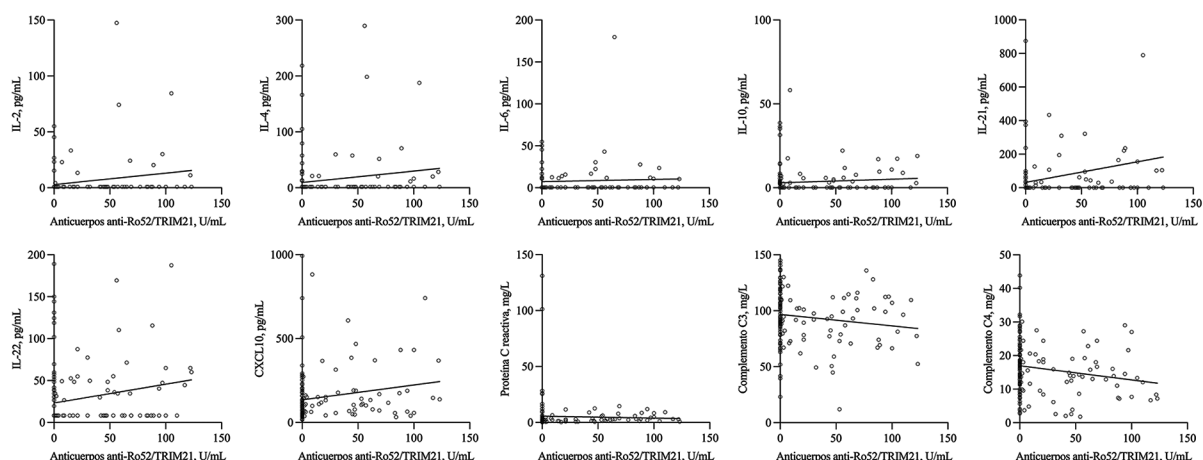 150
100
50
0
IL-2, pg/mL
0 50 100 150
Anticuerpos anti-Ro52/TRIM21, U/mL
300
200
100
0
IL-4, pg/mL
0 50 100 150
Anticuerpos anti-Ro52/TRIM21, U/mL
200
150
100
50
0
IL-6, pg/mL
0 50 100 150
Anticuerpos anti-Ro52/TRIM21, U/mL
100
50
0
IL-10, pg/mL
0 50 100 150
Anticuerpos anti-Ro52/TRIM21, U/mL
1000
800
600
400
200
0
IL-21, pg/mL
0 50 100 150
Anticuerpos anti-Ro52/TRIM21, U/mL
200
150
100
50
0
IL-22, pg/mL
0 50 100 150
Anticuerpos anti-Ro52/TRIM21, U/mL
1000
500
0
CXCL10, pg/mL
0 50 100 150
Anticuerpos anti-Ro52/TRIM21, U/mL
150
100
50
0
Proteína C reactiva, mg/L
0 50 100 150
Anticuerpos anti-Ro52/TRIM21, U/mL
150
100
50
0
Complemento C3, mg/L
0 50 100 150
Anticuerpos anti-Ro52/TRIM21, U/mL
50
40
30
20
10
0
Complemento C4, mg/L
0 50 100 150
Anticuerpos anti-Ro52/TRIM21, U/mL